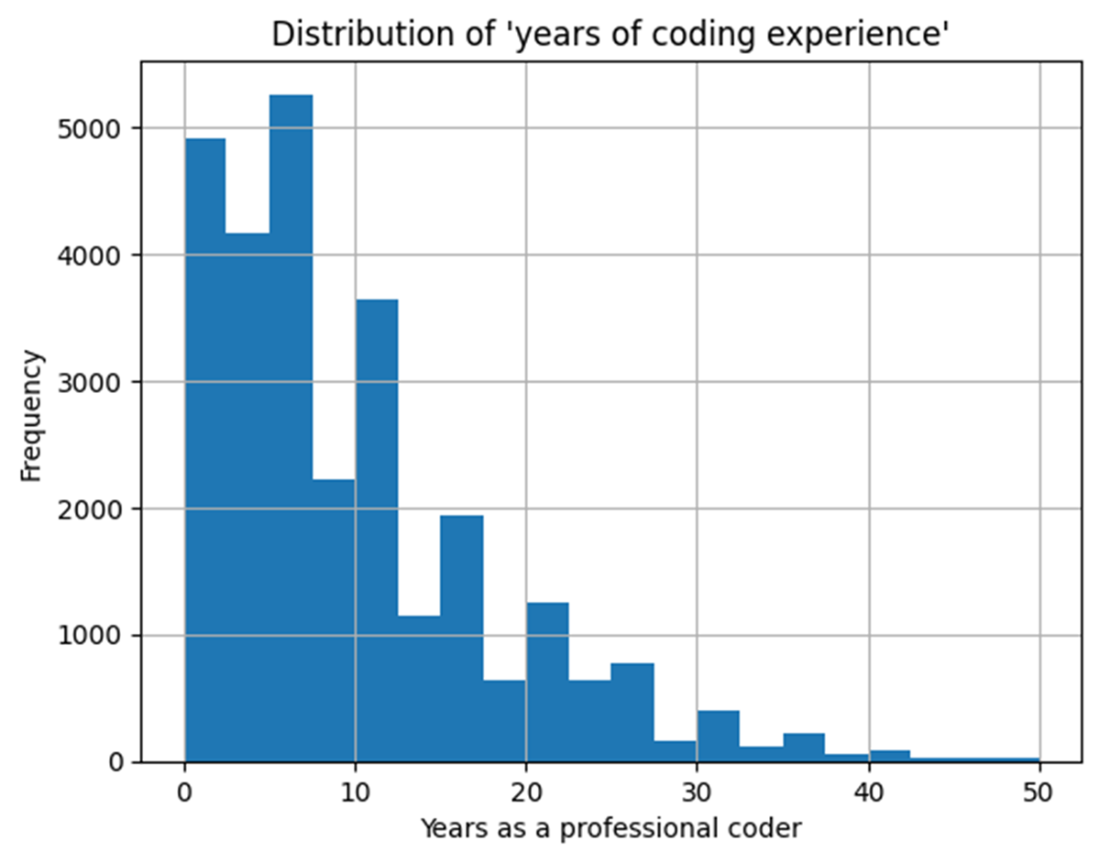 Distribution of 'years of coding experience'
5000
4000
3000
2000
1000
0
Frequency
0 10 20 30 40 50
Years as a professional coder